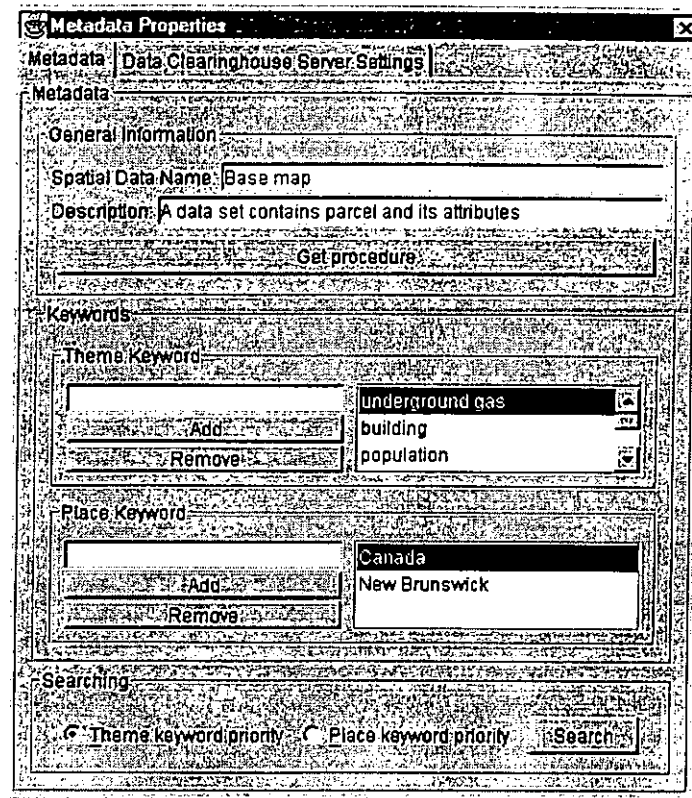 Metadata Properties
Metadata Data Clearinghouse Server Settings
Metadata
General Information
Spatial Data Name: Base map
Description: A data set contains parcel and its attributes
Get procedure
Keywords
Theme Keyword
underground gas
Add building
Remove population
Place Keyword
Canada
Add New Brunswick
Remove
Searching
Theme keyword priority Place keyword priority Search